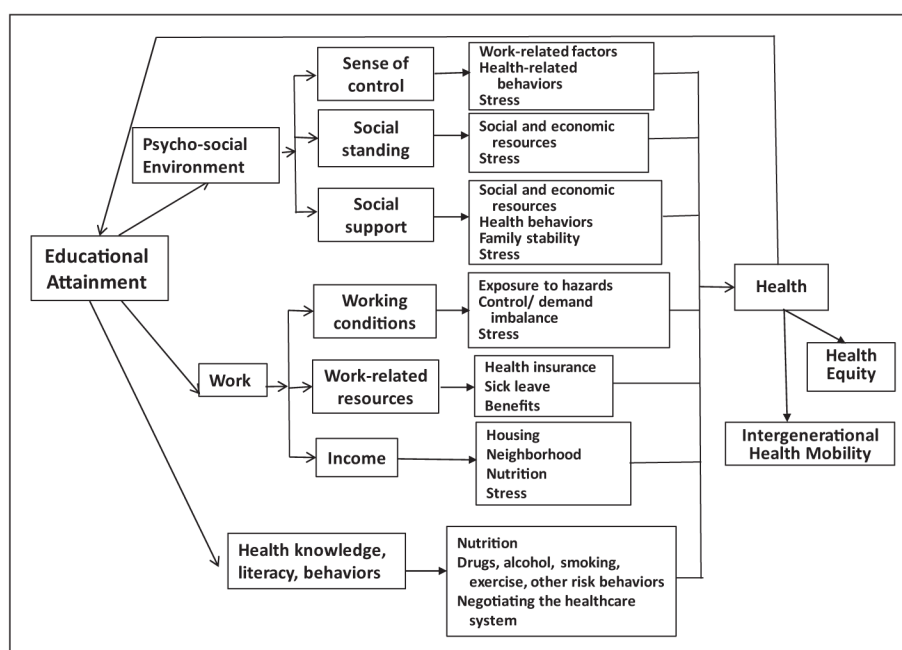 Sense of
control
Work-related factors
Health-related
behaviors
Stress
Psycho-social
Environment
Social
standing
Social and economic
resources
Stress
Social
support
Social and economic
resources
Health behaviors
Family stability
Stress
Educational
Attainment
Working
conditions
Exposure to hazards
Control/ demand
imbalance
Stress
Health
Work
Work-related
resources
Health insurance
Sick leave
Benefits
Health
Equity
Intergenerational
Health Mobility
Income
Housing
Neighborhood
Nutrition
Stress
Health knowledge,
literacy, behaviors
Nutrition
Drugs, alcohol, smoking,
exercise, other risk behaviors
Negotiating the healthcare
system